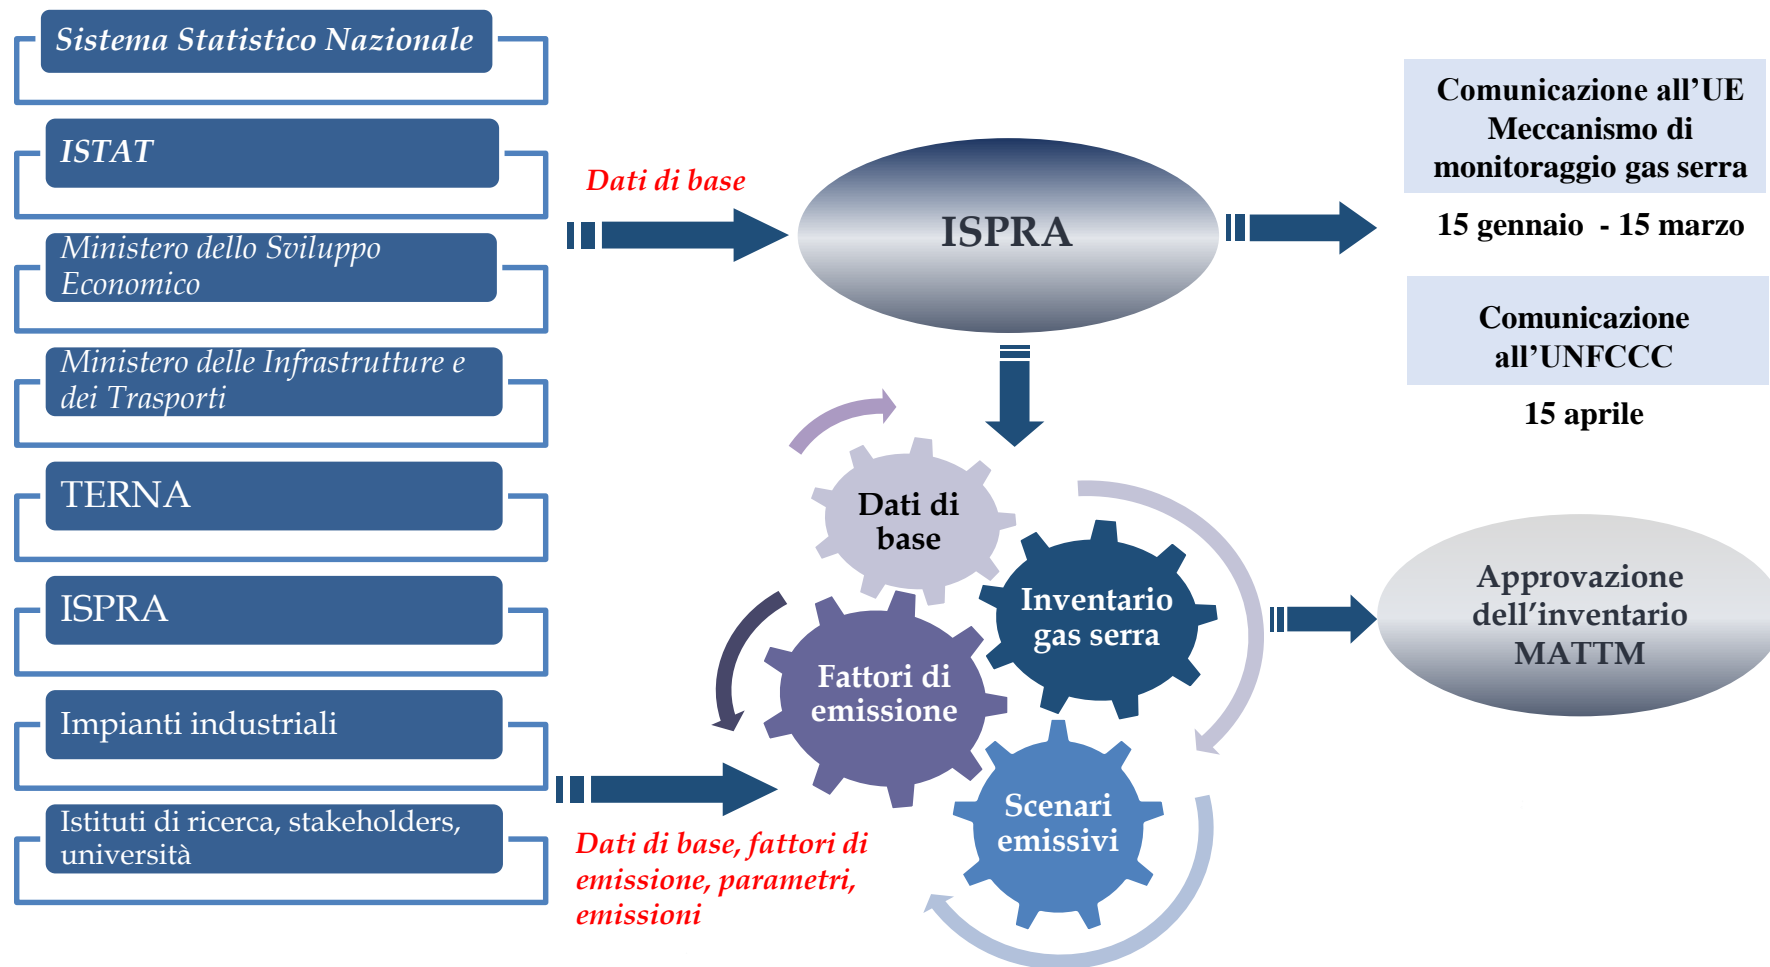 Sistema Statistico Nazionale
ISTAT
Ministero dello Sviluppo
Economico
Ministero delle Infrastrutture e
dei Trasporti
TERNA
ISPRA
Impianti industriali
Istituti di ricerca, stakeholders,
università
Dati di base
Dati di base, fattori di
emissione, parametri,
emissioni
ISPRA
Dati di
base
Inventario
gas serra
Fattori di
emissione
Scenari
emissivi
Comunicazione all’UE
Meccanismo di
monitoraggio gas serra
15 gennaio - 15 marzo
Comunicazione
all’UNFCCC
15 aprile
Approvazione
dell’inventario
MATTM